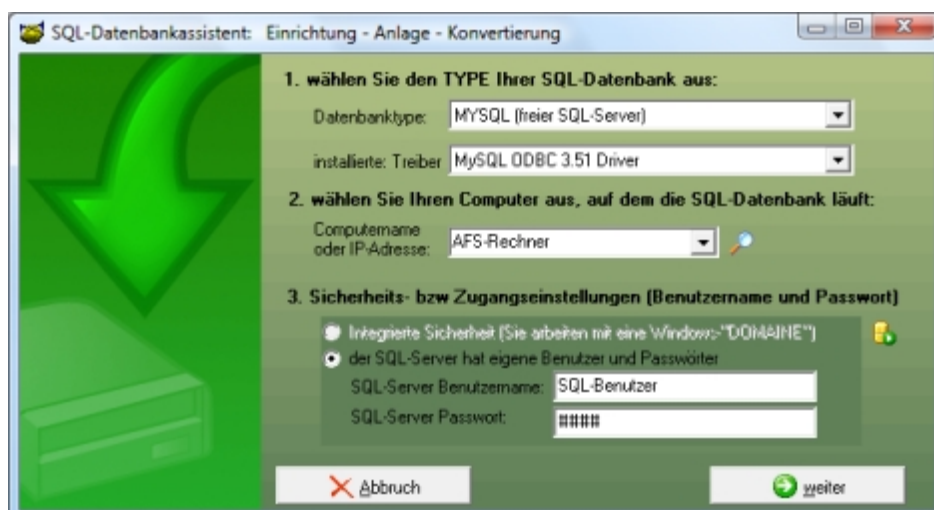 SQL-Datenbankassistent: Einrichtung - Anlage - Konvertierung
1. wählen Sie den TYPE Ihrer SQL-Datenbank aus:
Datenbanktype: MYSQL (freier SQL-Server)
installierte: Treiber MySQL ODBC 3.51 Driver
2. wählen Sie Ihren Computer aus, auf dem die SQL-Datenbank läuft:
Computername
oder IP-Adresse: AFS-Rechner
3. Sicherheits- bzw Zugangseinstellungen (Benutzername und Passwort)
Integrierte Sicherheit (Sie arbeiten mit eine Windows-"DOMAINE")
der SQL-Server hat eigene Benutzer und Passwörter
SQL-Server Benutzername: SQL-Benutzer
SQL-Server Passwort: ####
Abbruch weiter